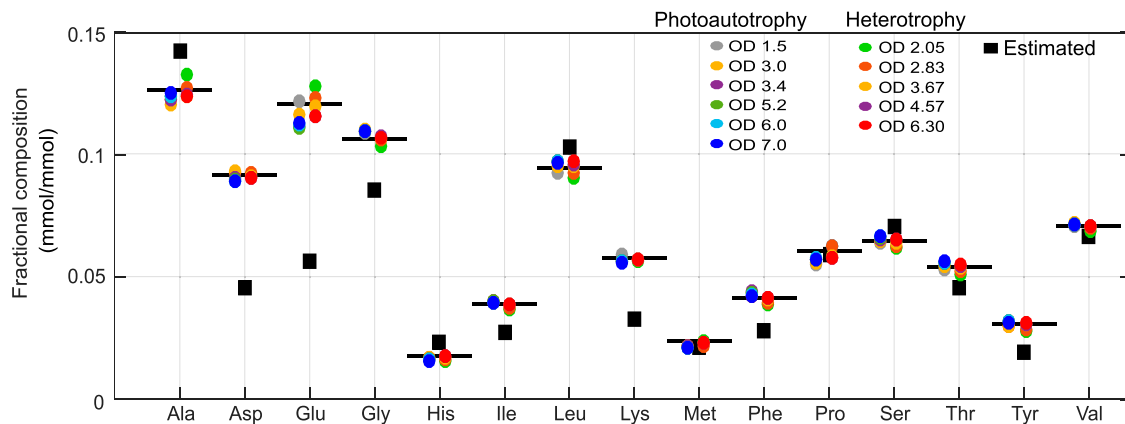 Fractional composition
(mmol/mmol)
0.15
0.1
0.05
0
Photoautotrophy
OD 1.5
OD 3.0
OD 3.4
OD 5.2
OD 6.0
OD 7.0
Heterotrophy
OD 2.05
OD 2.83
OD 3.67
OD 4.57
OD 6.30
Estimated
Ala Asp Glu Gly His Ile Leu Lys Met Phe Pro Ser Thr Tyr Val